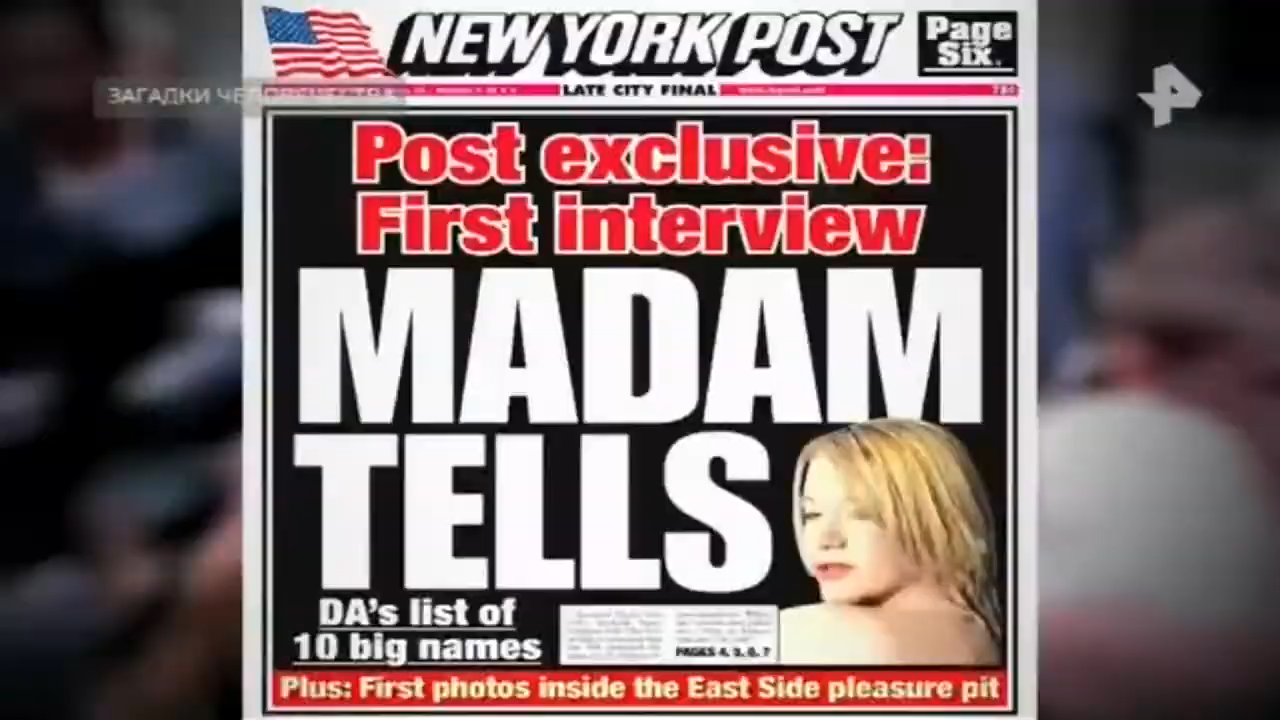 NEW YORK POST
Page
Six.
ЗАГАДКИ ЧЕЛОВЕЧЕСТВА
LATE CITY FINAL
Post exclusive:
First interview
MADAM
TELLS
DA's list of
10 big names
PAGES 4, 5, 6, 7
Plus: First photos inside the East Side pleasure pit